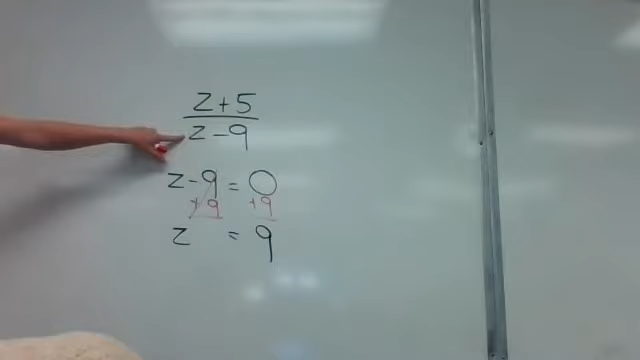 z + 5
z - 9
z - 9 = 0
+ 9 + 9
z = 9